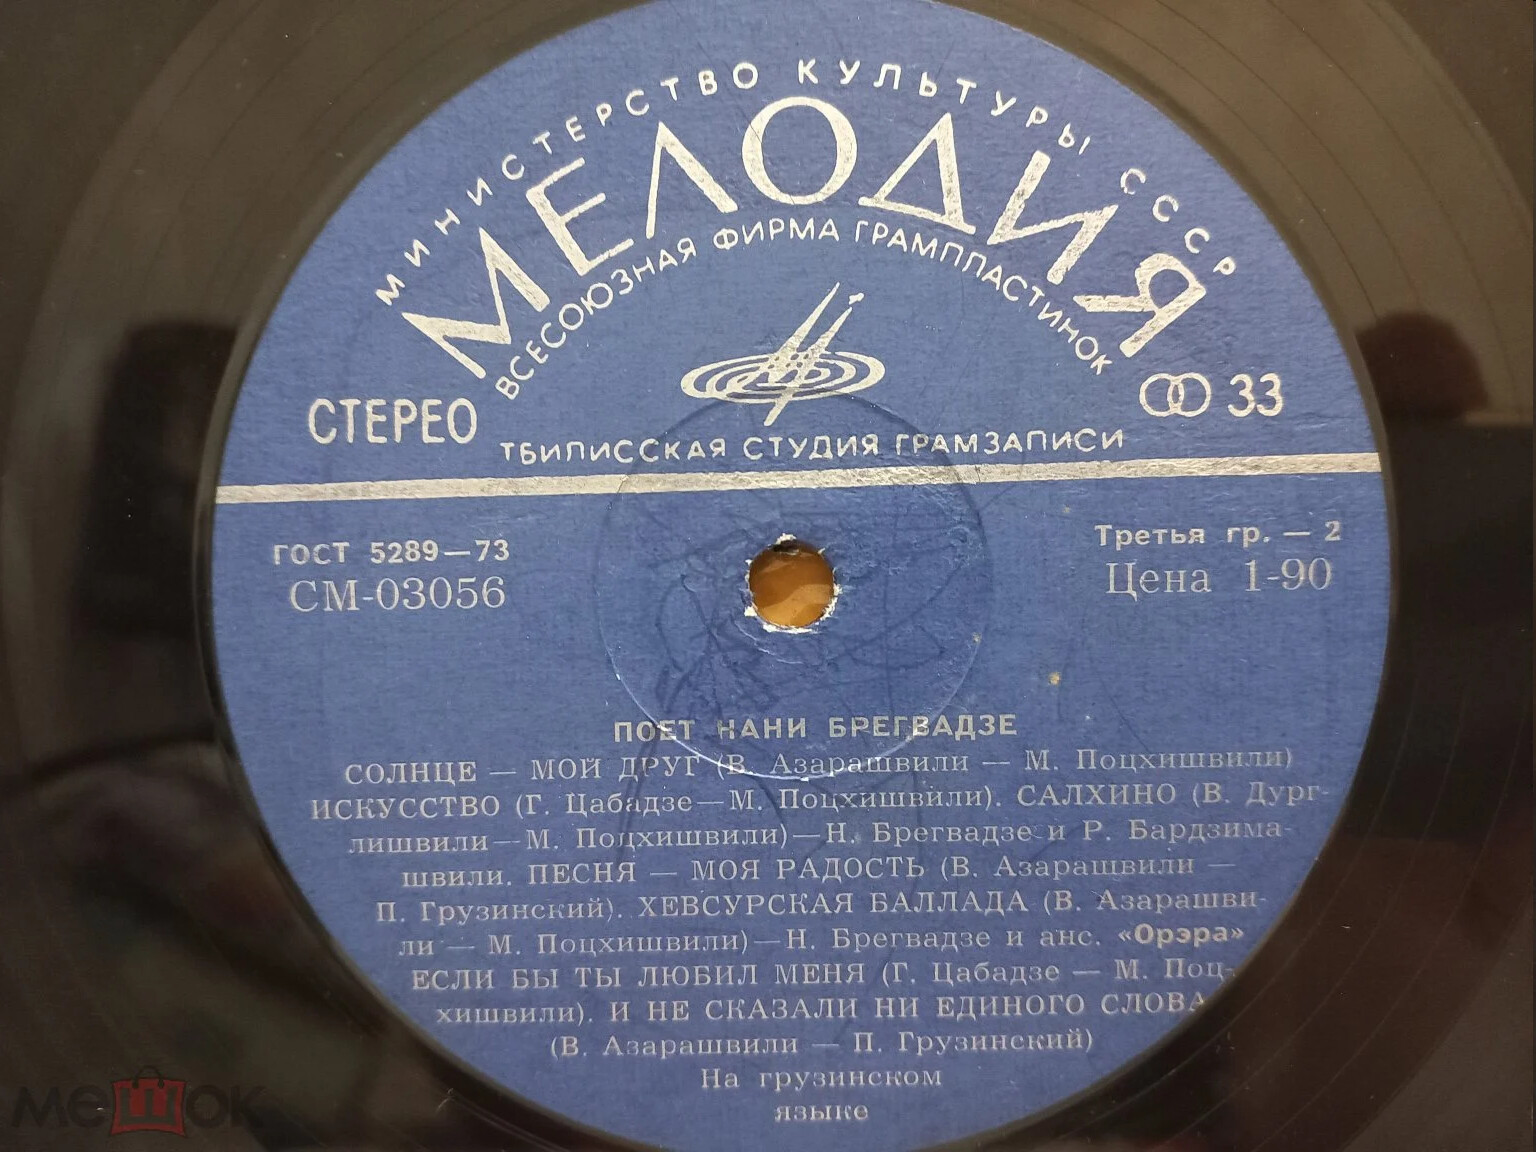 МИНИСТЕРСТВО КУЛЬТУРЫ СССР
МЕЛОДИЯ
ВСЕСОЮЗНАЯ ФИРМА ГРАМПЛАСТИНОК
СТЕРЕО
33
ТБИЛИССКАЯ СТУДИЯ ГРАМЗАПИСИ
ГОСТ 5289—73
Третья гр. — 2
СМ-03056
Цена 1-90
ПОЕТ НАНИ БРЕГВАДЗЕ
СОЛНЦЕ — МОЙ ДРУГ (В. Азарашвили — М. Поцхишвили)
ИСКУССТВО (Г. Цабадзе—М. Поцхишвили). САЛХИНО (В. Дург-
лишвили—М. Поцхишвили)—Н. Брегвадзе и Р. Бардзима-
швили. ПЕСНЯ — МОЯ РАДОСТЬ (В. Азарашвили —
П. Грузинский). ХЕВСУРСКАЯ БАЛЛАДА (В. Азарашви-
ли — М. Поцхишвили)—Н. Брегвадзе и анс. «Орэра»
ЕСЛИ БЫ ТЫ ЛЮБИЛ МЕНЯ (Г. Цабадзе — М. Поц-
хишвили). И НЕ СКАЗАЛИ НИ ЕДИНОГО СЛОВА
(В. Азарашвили — П. Грузинский)
На грузинском
языке
мешок